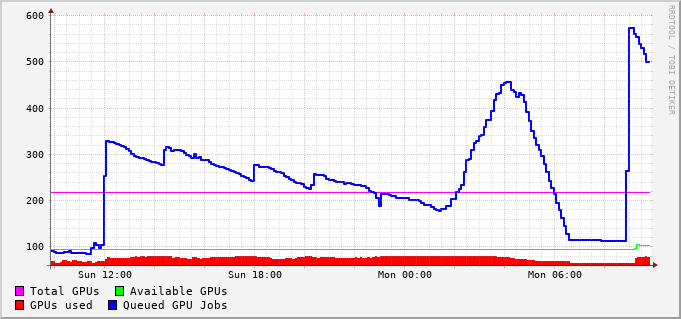 600
500
400
300
200
100
Sun 12:00 Sun 18:00 Mon 00:00 Mon 06:00
Total GPUs Available GPUs
GPUs used Queued GPU Jobs
RRDTOOL / TOBI OETIKER